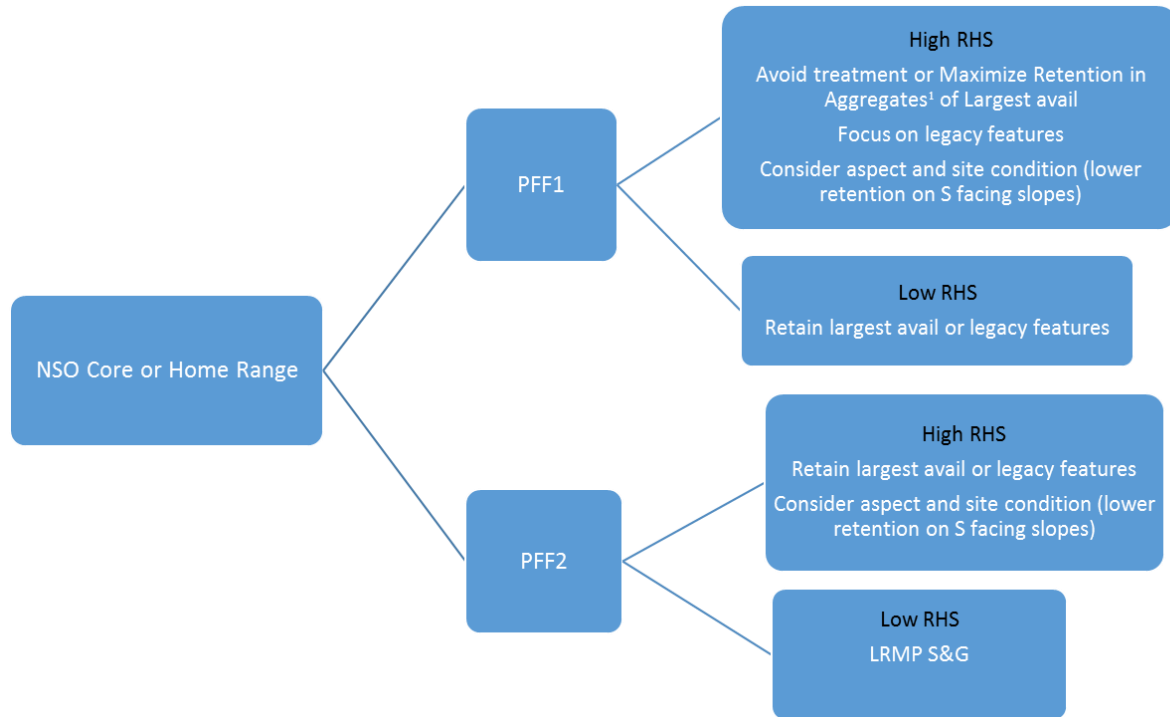 NSO Core or Home Range
PFF1
High RHS
Avoid treatment or Maximize Retention in
Aggregates¹ of Largest avail
Focus on legacy features
Consider aspect and site condition (lower
retention on S facing slopes)
Low RHS
Retain largest avail or legacy features
PFF2
High RHS
Retain largest avail or legacy features
Consider aspect and site condition (lower
retention on S facing slopes)
Low RHS
LRMP S&G